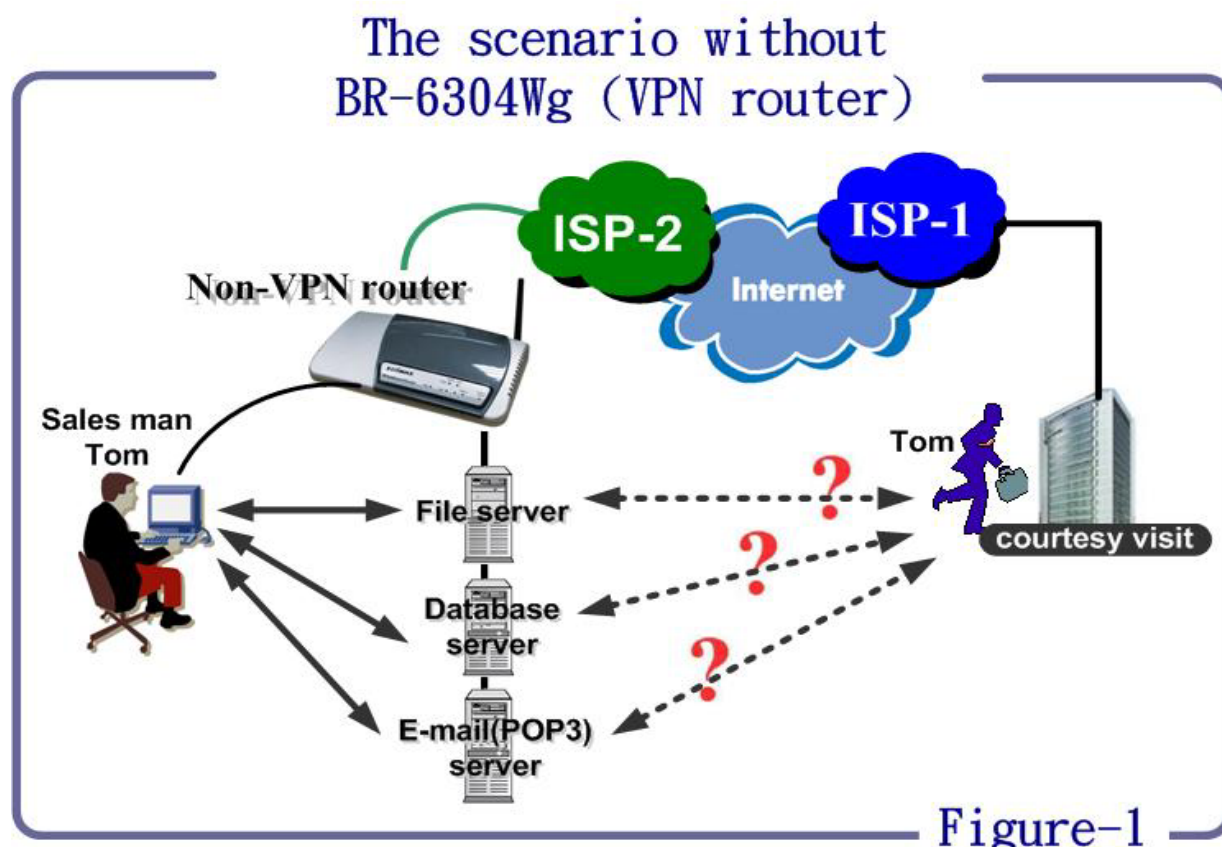 The scenario without
BR-6304Wg (VPN router)
ISP-2
ISP-1
Internet
Non-VPN router
EDIMAX
Sales man
Tom
Tom
?
File server
courtesy visit
?
Database
server
?
E-mail(POP3)
server
Figure-1